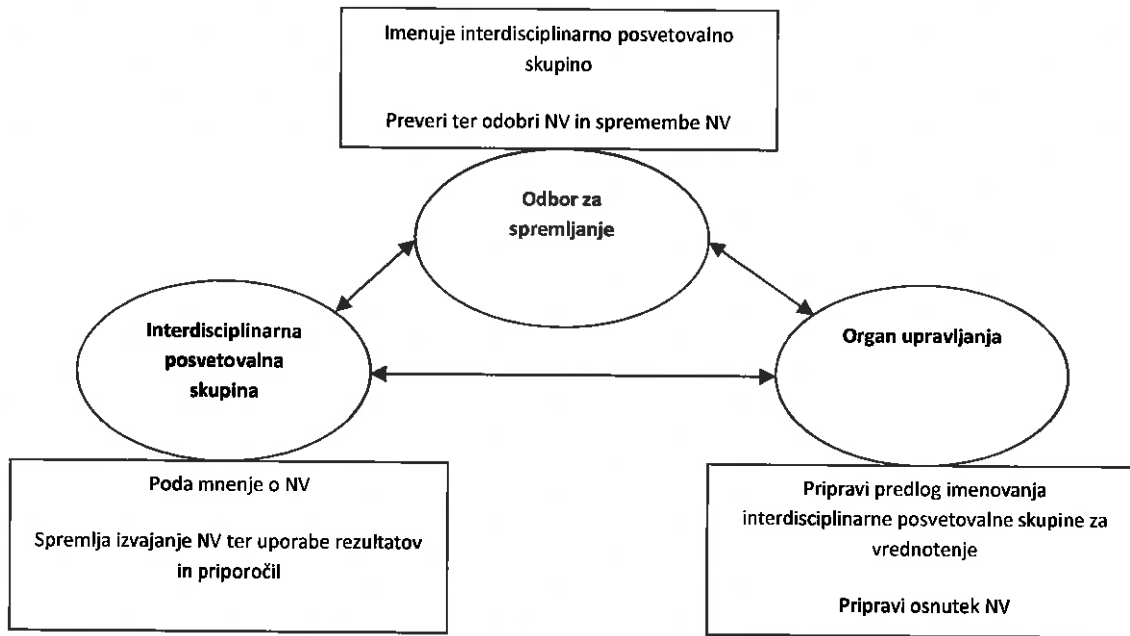 Imenuje interdisciplinarno posvetovalno
skupino
Preveri ter odobri NV in spremembe NV
Odbor za
spremljanje
Interdisciplinarna
posvetovalna
skupina
Organ upravljanja
Poda mnenje o NV
Spremlja izvajanje NV ter uporabe rezultatov
in priporočil
Pripravi predlog imenovanja
interdisciplinarne posvetovalne skupine za
vrednotenje
Pripravi osnutek NV